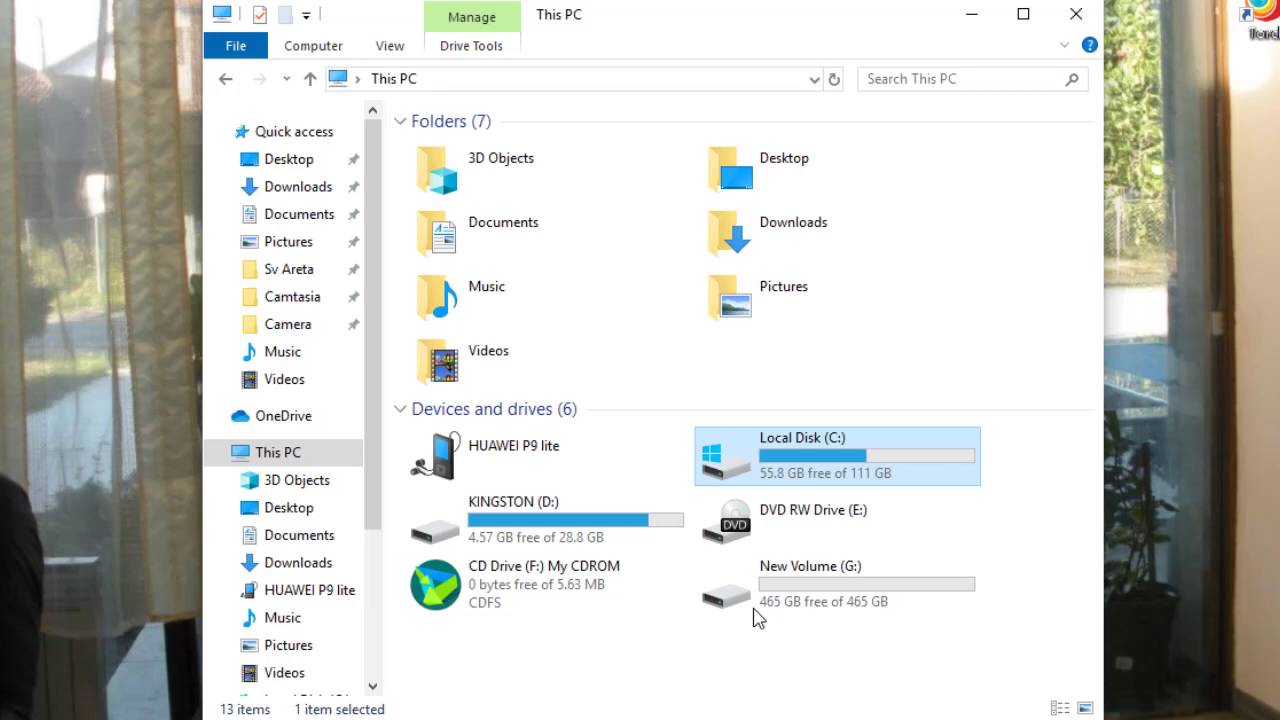 Manage
This PC
File
Computer
View
Drive Tools
This PC
Search This PC
Quick access
Desktop
Downloads
Documents
Pictures
Sv Areta
Camtasia
Camera
Music
Videos
OneDrive
This PC
3D Objects
Desktop
Documents
Downloads
HUAWEI P9 lite
Music
Pictures
Videos
Folders (7)
3D Objects
Desktop
Documents
Downloads
Music
Pictures
Videos
Devices and drives (6)
HUAWEI P9 lite
Local Disk (C:)
55.8 GB free of 111 GB
KINGSTON (D:)
4.57 GB free of 28.8 GB
DVD RW Drive (E:)
DVD
CD Drive (F:) My CDROM
0 bytes free of 5.63 MB
CDFS
New Volume (G:)
465 GB free of 465 GB
13 items
1 item selected